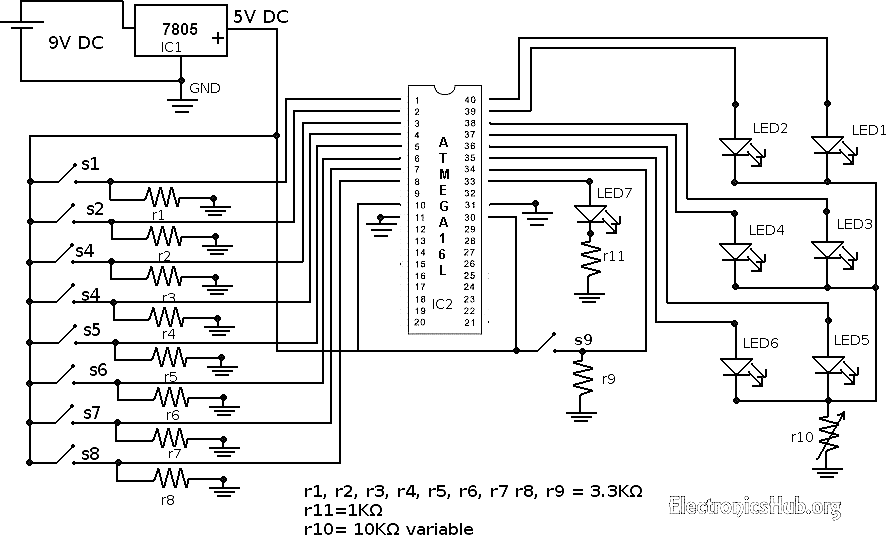 5V DC
7805
IC1
+
9V DC
GND
1 40
2 39
3 38
4 37
5 36
6 35
7 34
8 33
9 32
10 31
11 30
12 29
13 28
14 27
15 26
16 25
17 24
18 23
19 22
20 21
ATMEGA16L
IC2
s1
r1
s2
r2
s4
r3
s4
r4
s5
r5
s6
r6
s7
r7
s8
r8
s9
r9
LED7
r11
LED2
LED1
LED4
LED3
LED6
LED5
r10
r1, r2, r3, r4, r5, r6, r7 r8, r9 = 3.3KΩ
r11=1KΩ
r10= 10KΩ variable
ElectronicsHub.org